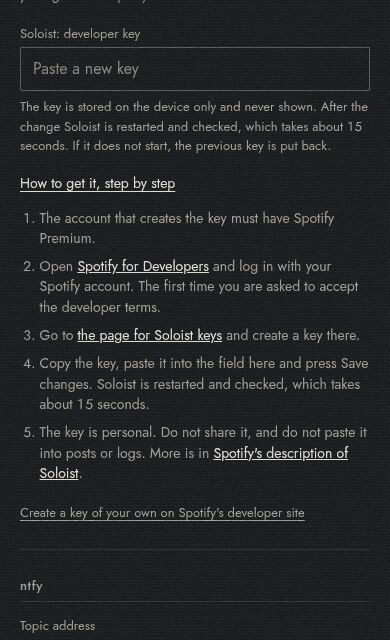 Soloist: developer key
Paste a new key
The key is stored on the device only and never shown. After the
change Soloist is restarted and checked, which takes about 15
seconds. If it does not start, the previous key is put back.
How to get it, step by step
1. The account that creates the key must have Spotify
Premium.
2. Open Spotify for Developers and log in with your
Spotify account. The first time you are asked to accept
the developer terms.
3. Go to the page for Soloist keys and create a key there.
4. Copy the key, paste it into the field here and press Save
changes. Soloist is restarted and checked, which takes
about 15 seconds.
5. The key is personal. Do not share it, and do not paste it
into posts or logs. More is in Spotify's description of
Soloist.
Create a key of your own on Spotify's developer site
ntfy
Topic address